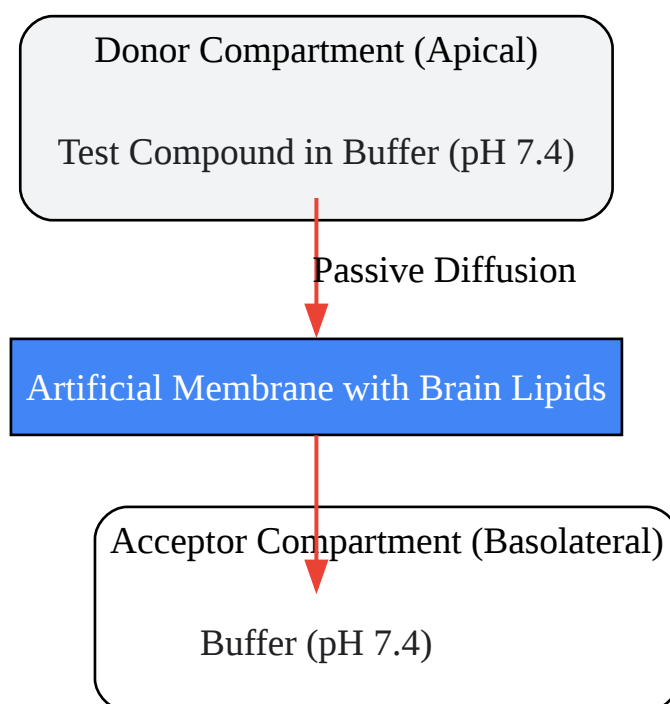 Donor Compartment (Apical)
Test Compound in Buffer (pH 7.4)
Passive Diffusion
Artificial Membrane with Brain Lipids
Acceptor Compartment (Basolateral)
Buffer (pH 7.4)